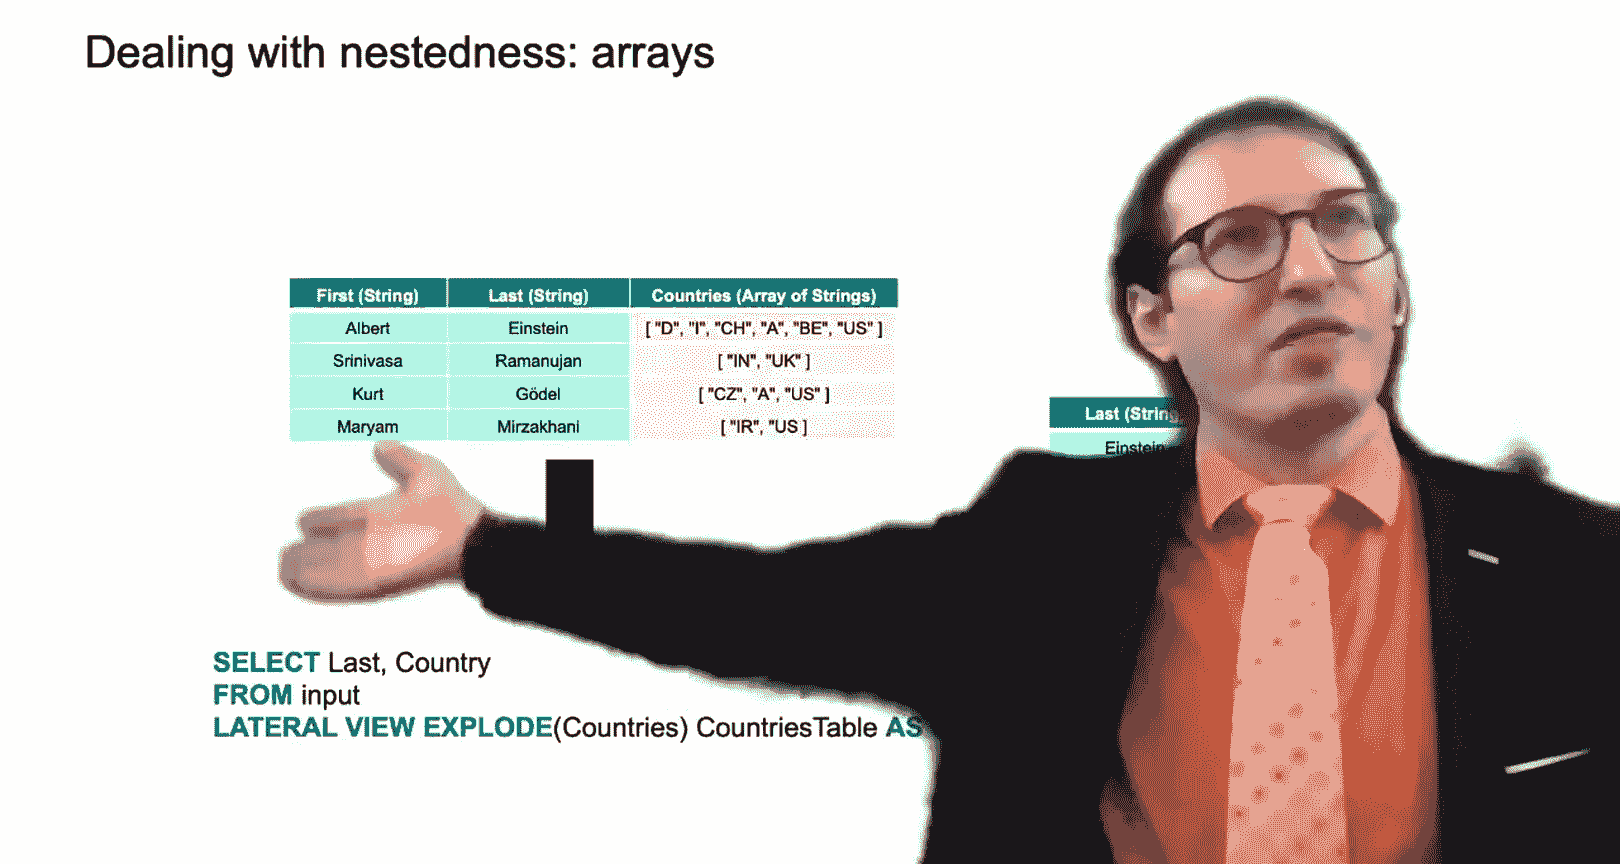 Dealing with nestedness: arrays
First (String) Last (String) Countries (Array of Strings)
Albert Einstein [ "D", "I", "CH", "A", "BE", "US" ]
Srinivasa Ramanujan [ "IN", "UK" ]
Kurt Gödel [ "CZ", "A", "US" ]
Maryam Mirzakhani [ "IR", "US ]
Last (String
Einstein
SELECT Last, Country
FROM input
LATERAL VIEW EXPLODE(Countries) CountriesTable AS